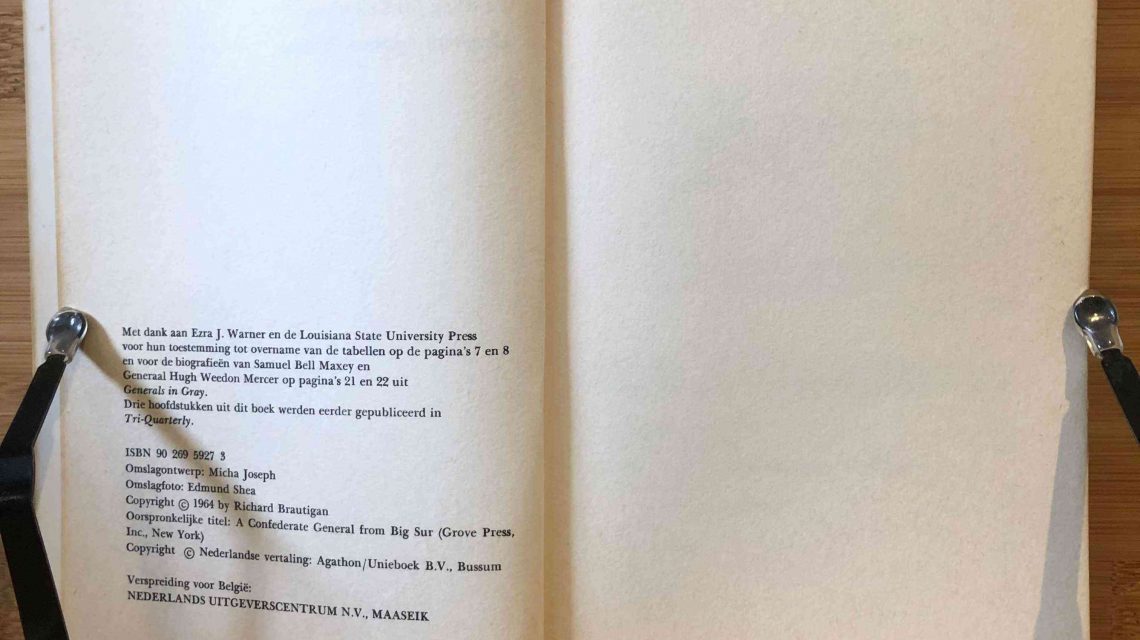 Met dank aan Ezra J. Warner en de Louisiana State University Press
voor hun toestemming tot overname van de tabellen op de pagina's 7 en 8
en voor de biografieën van Samuel Bell Maxey en
Generaal Hugh Weedon Mercer op pagina's 21 en 22 uit
Generals in Gray.
Drie hoofdstukken uit dit boek werden eerder gepubliceerd in
Tri-Quarterly.
ISBN 90 269 5927 3
Omslagontwerp: Micha Joseph
Omslagfoto: Edmund Shea
Copyright © 1964 by Richard Brautigan
Oorspronkelijke titel: A Confederate General from Big Sur (Grove Press,
Inc., New York)
Copyright © Nederlandse vertaling: Agathon/Unieboek B.V., Bussum
Verspreiding voor België:
NEDERLANDS UITGEVERSCENTRUM N.V., MAASEIK